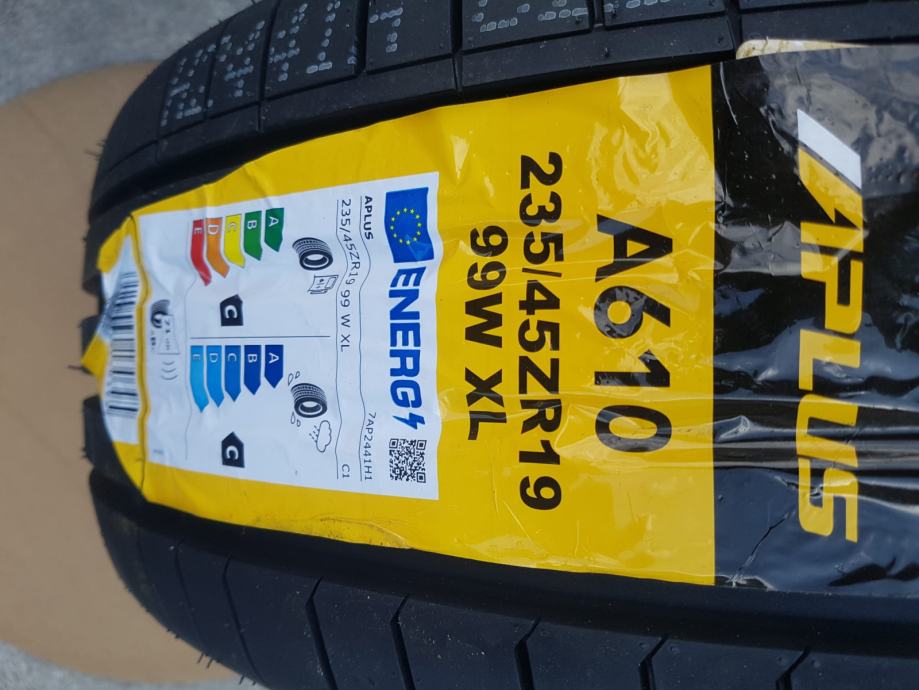 APLUS
A610
235/45ZR19
99W XL
ENERG
APLUS
7AP2441H1
235/45ZR19 99 W XL
C1
A
B
C
D
E
C
A
B
C
D
E
C